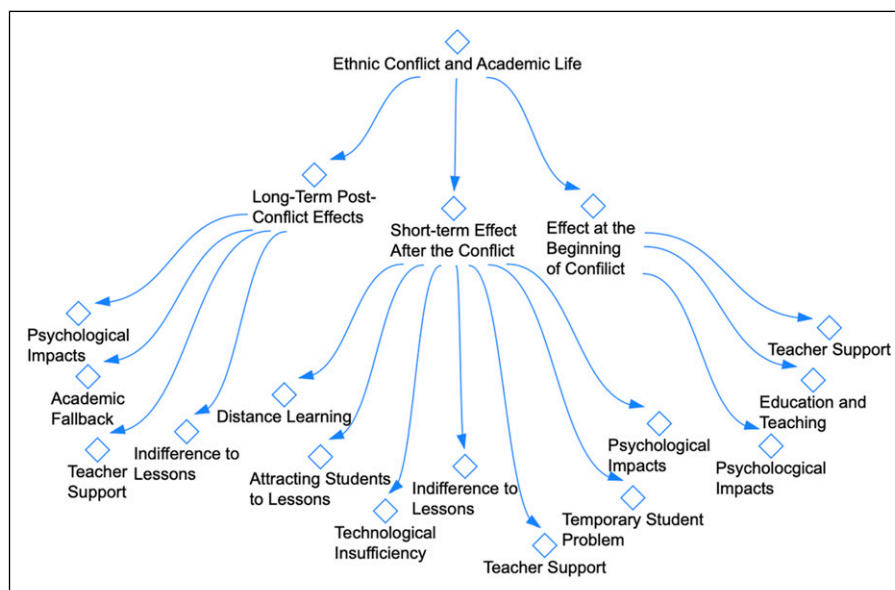 Ethnic Conflict and Academic Life
Long-Term Post-
Conflict Effects
Short-term Effect
After the Conflict
Effect at the
Beginning
of Confilict
Psychological
Impacts
Academic
Fallback
Teacher
Support
Indifference to
Lessons
Distance Learning
Attracting Students
to Lessons
Technological
Insufficiency
Indifference to
Lessons
Teacher Support
Temporary Student
Problem
Psychological
Impacts
Teacher Support
Education and
Teaching
Psycholocgical
Impacts